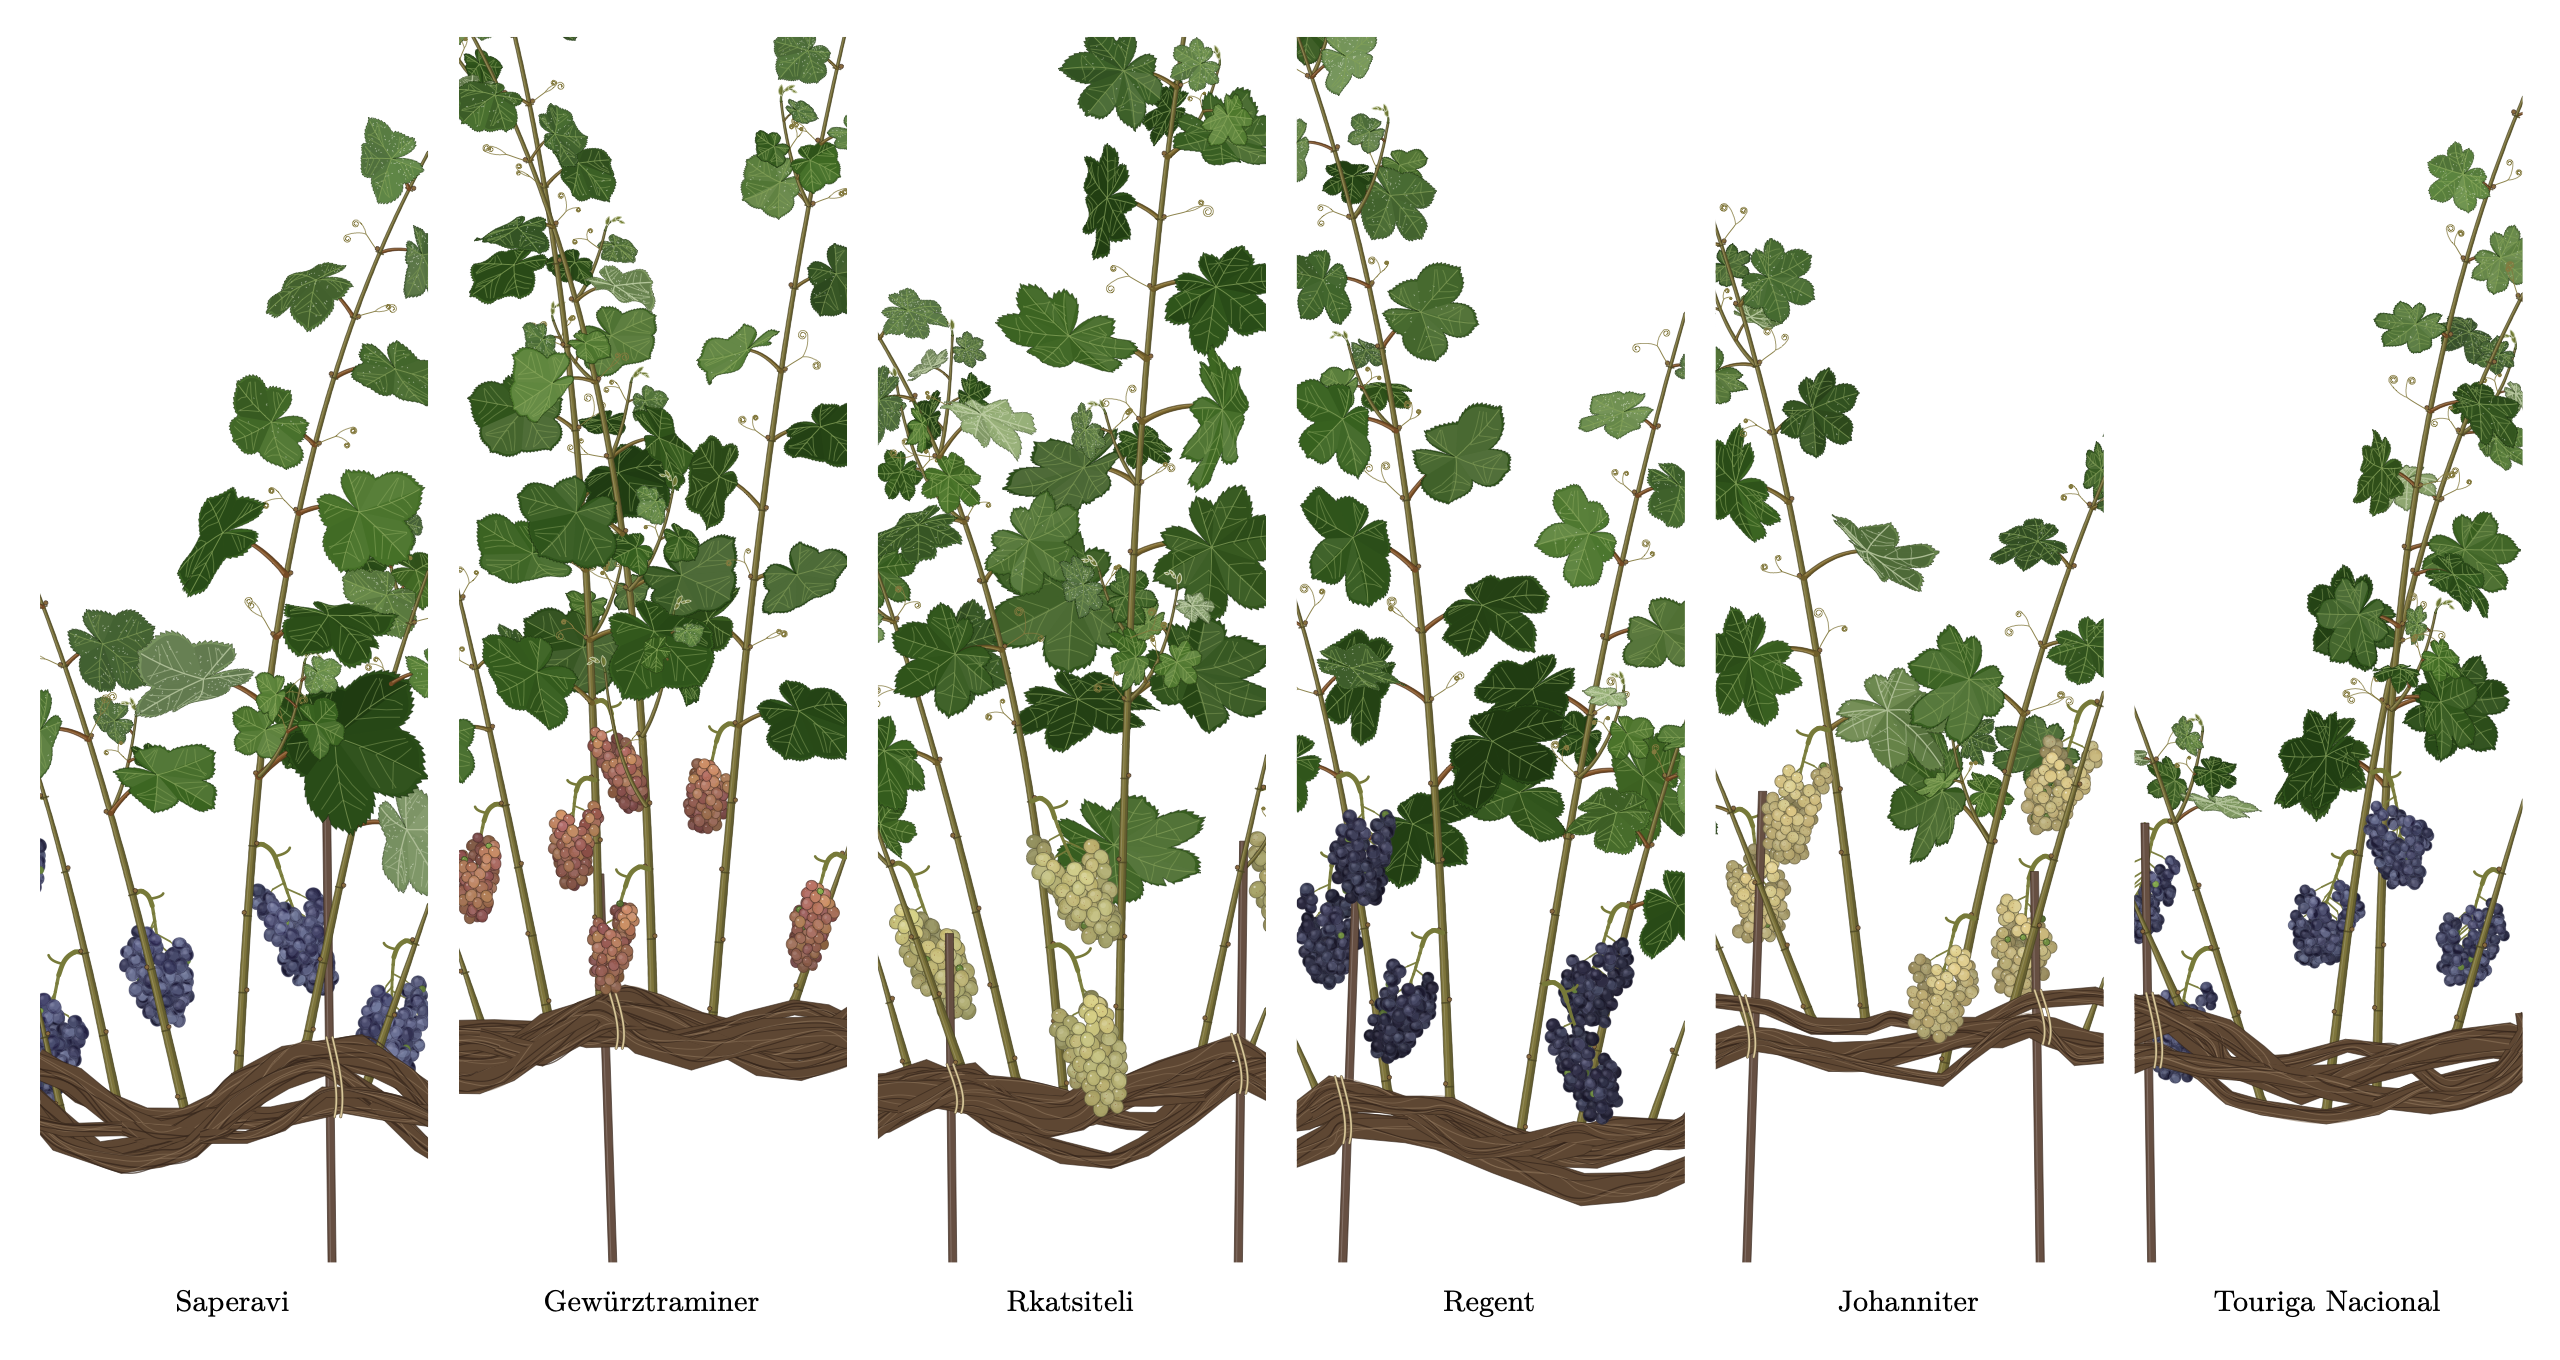 Saperavi
Gewürztraminer
Rkatsiteli
Regent
Johanniter
Touriga Nacional